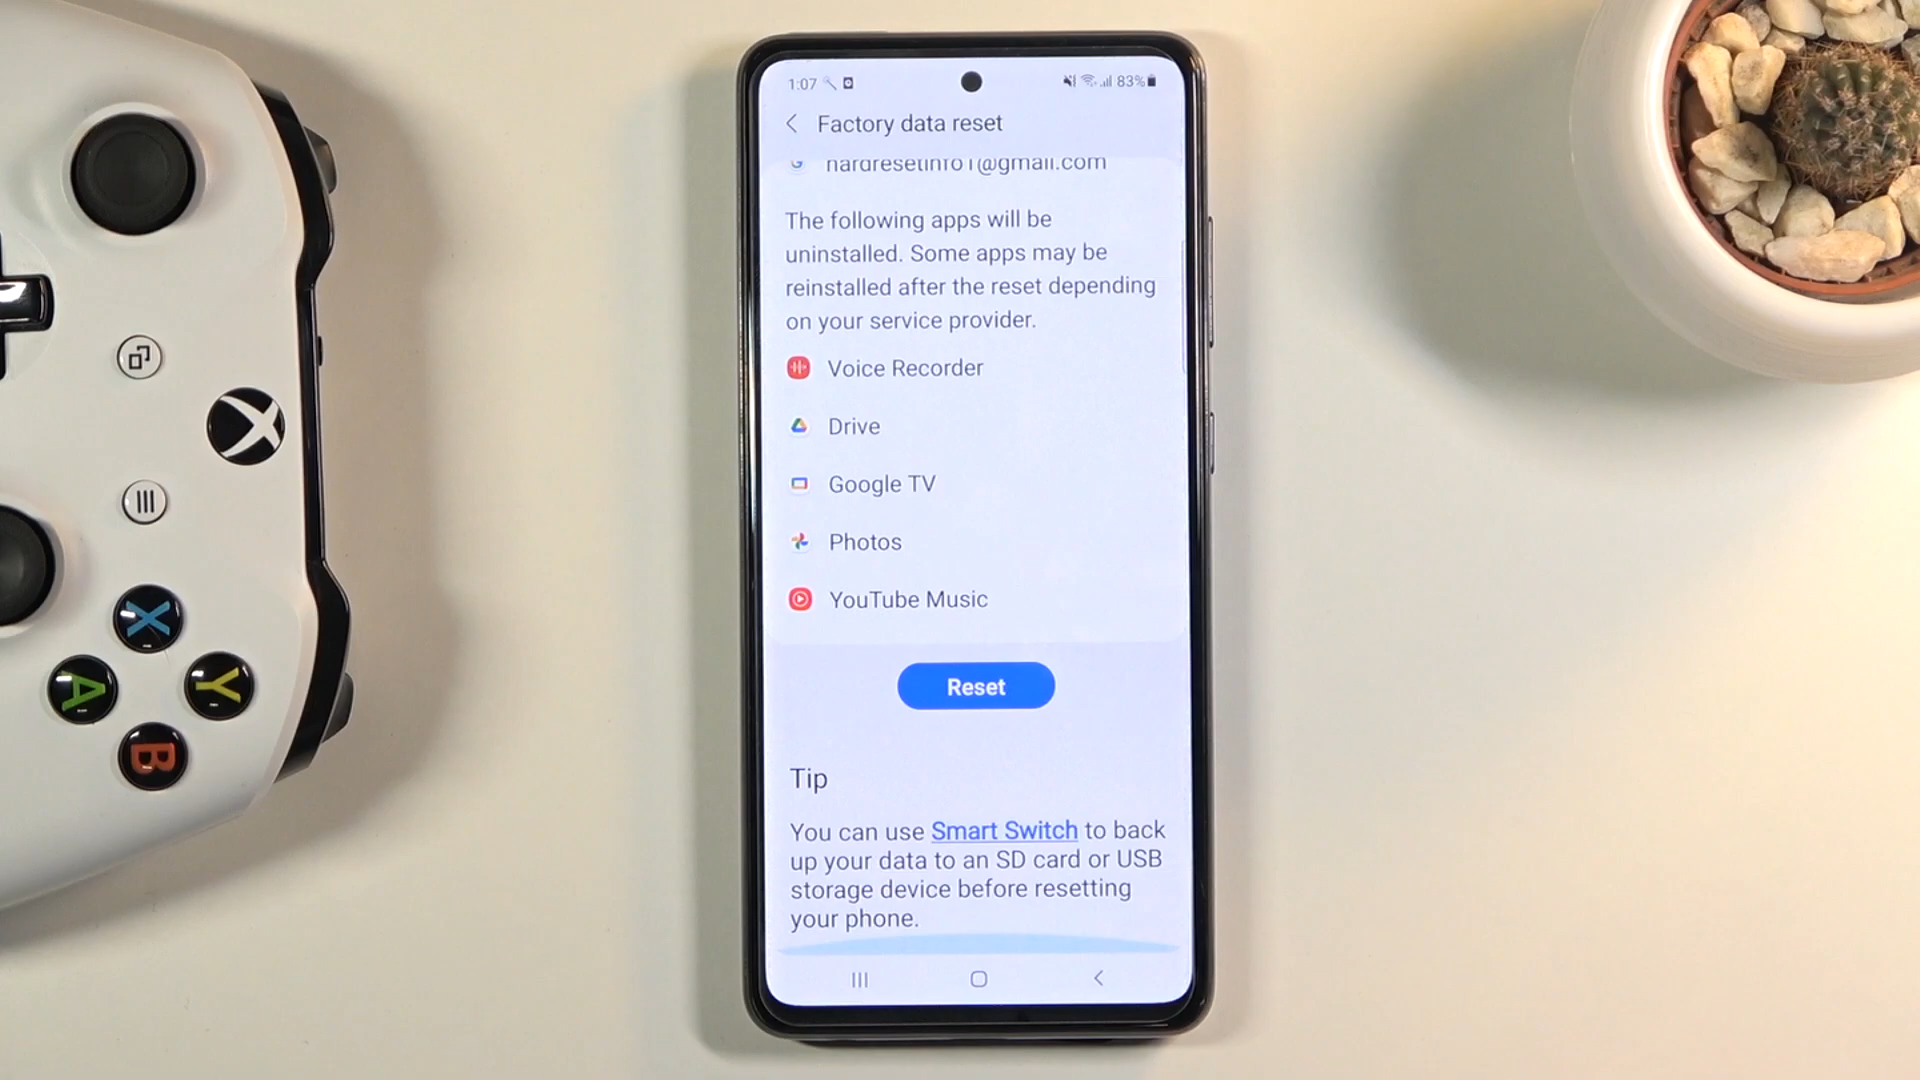 1:07 83%
Factory data reset
hardresetinfo1@gmail.com
The following apps will be
uninstalled. Some apps may be
reinstalled after the reset depending
on your service provider.
Voice Recorder
Drive
Google TV
Photos
YouTube Music
Reset
Tip
You can use Smart Switch to back
up your data to an SD card or USB
storage device before resetting
your phone.
X
A
Y
B